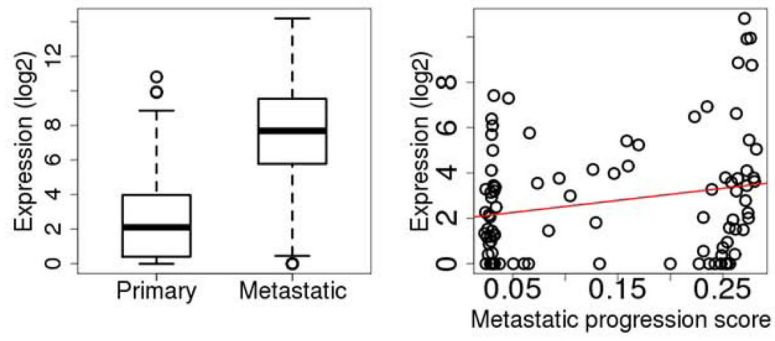 Expression (log2)
12
8
6
4
2
0
Primary Metastatic
Expression (log2)
8
6
4
2
0
0.05 0.15 0.25
Metastatic progression score